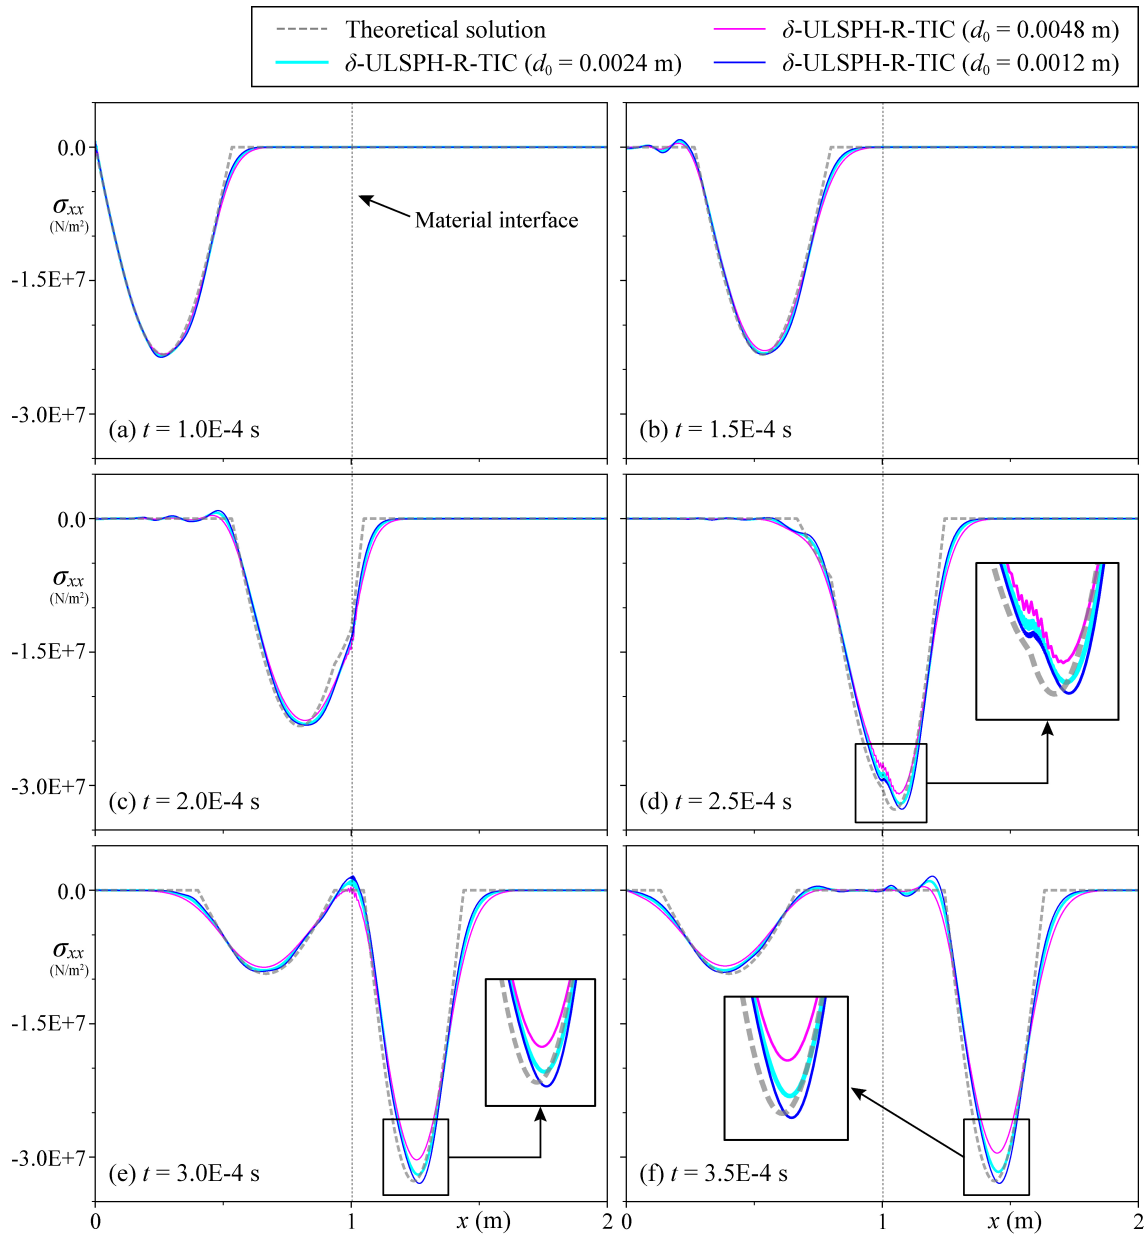 Theoretical solution
δ-ULSPH-R-TIC (d₀ = 0.0048 m)
δ-ULSPH-R-TIC (d₀ = 0.0024 m)
δ-ULSPH-R-TIC (d₀ = 0.0012 m)
0.0
σxx
(N/m²)
-1.5E+7
-3.0E+7
Material interface
(a) t = 1.0E-4 s
(b) t = 1.5E-4 s
0.0
σxx
(N/m²)
-1.5E+7
-3.0E+7
(c) t = 2.0E-4 s
(d) t = 2.5E-4 s
0.0
σxx
(N/m²)
-1.5E+7
-3.0E+7
(e) t = 3.0E-4 s
(f) t = 3.5E-4 s
0 1 x (m) 2
0 1 x (m) 2